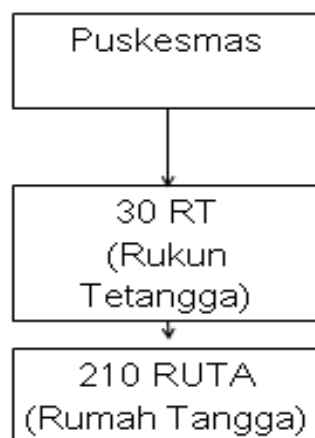 Puskesmas
30 RT
(Rukun
Tetangga)
210 RUTA
(Rumah Tangga)